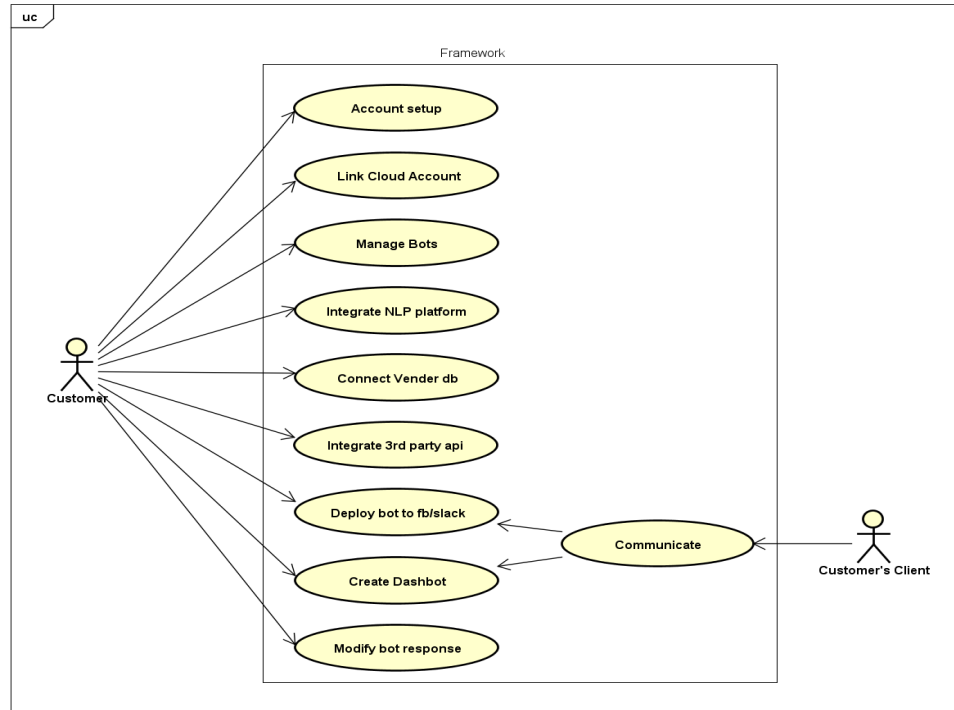 uc
Framework
Account setup
Link Cloud Account
Manage Bots
Integrate NLP platform
Customer
Connect Vender db
Integrate 3rd party api
Deploy bot to fb/slack
Communicate
Customer's Client
Create Dashbot
Modify bot response